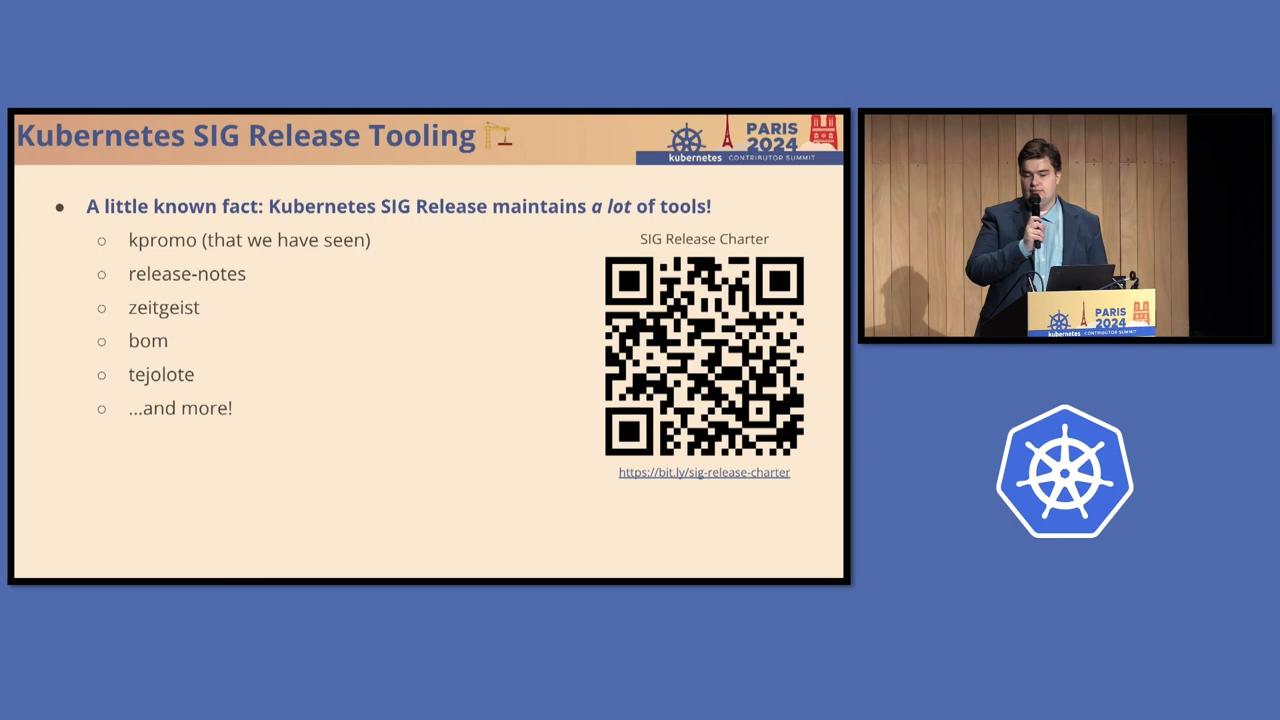 Kubernetes SIG Release Tooling
PARIS
2024
kubernetes CONTRIBUTOR SUMMIT
A little known fact: Kubernetes SIG Release maintains a lot of tools!
kpromo (that we have seen)
release-notes
zeitgeist
bom
tejolote
...and more!
SIG Release Charter
https://bit.ly/sig-release-charter
PARIS
2024
kubernetes CONTRIBUTOR SUMMIT